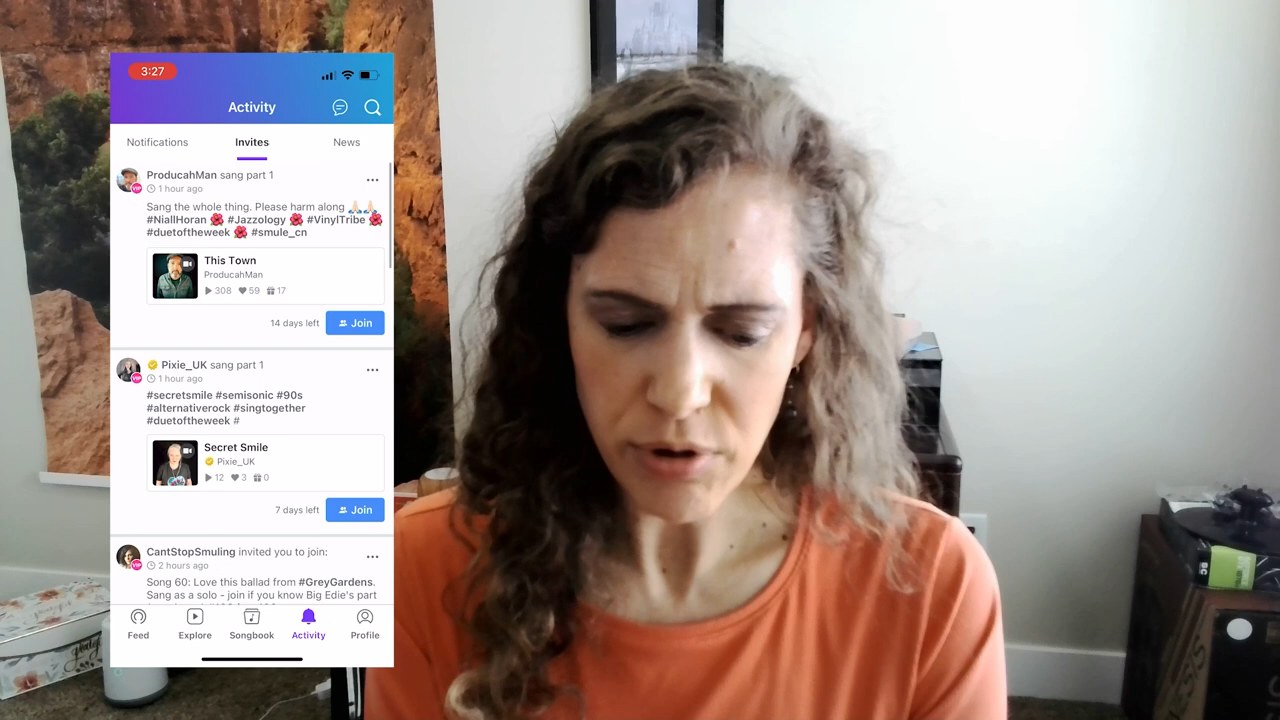 3:27
Activity
Notifications Invites News
ProducahMan sang part 1
1 hour ago
Sang the whole thing. Please harm along 🙏🏻🙏🏻
#NiallHoran 🌺 #Jazzology 🌺 #VinylTribe 🌺
#duetoftheweek 🌺 #smule_cn
This Town
ProducahMan
308 59 17
14 days left Join
Pixie_UK sang part 1
1 hour ago
#secretsmile #semisonic #90s
#alternativerock #singtogether
#duetoftheweek #
Secret Smile
Pixie_UK
12 3 0
7 days left Join
CantStopSmuling invited you to join:
2 hours ago
Song 60: Love this ballad from #GreyGardens.
Sang as a solo - join if you know Big Edie's part
Feed Explore Songbook Activity Profile
VIP
VIP
VIP